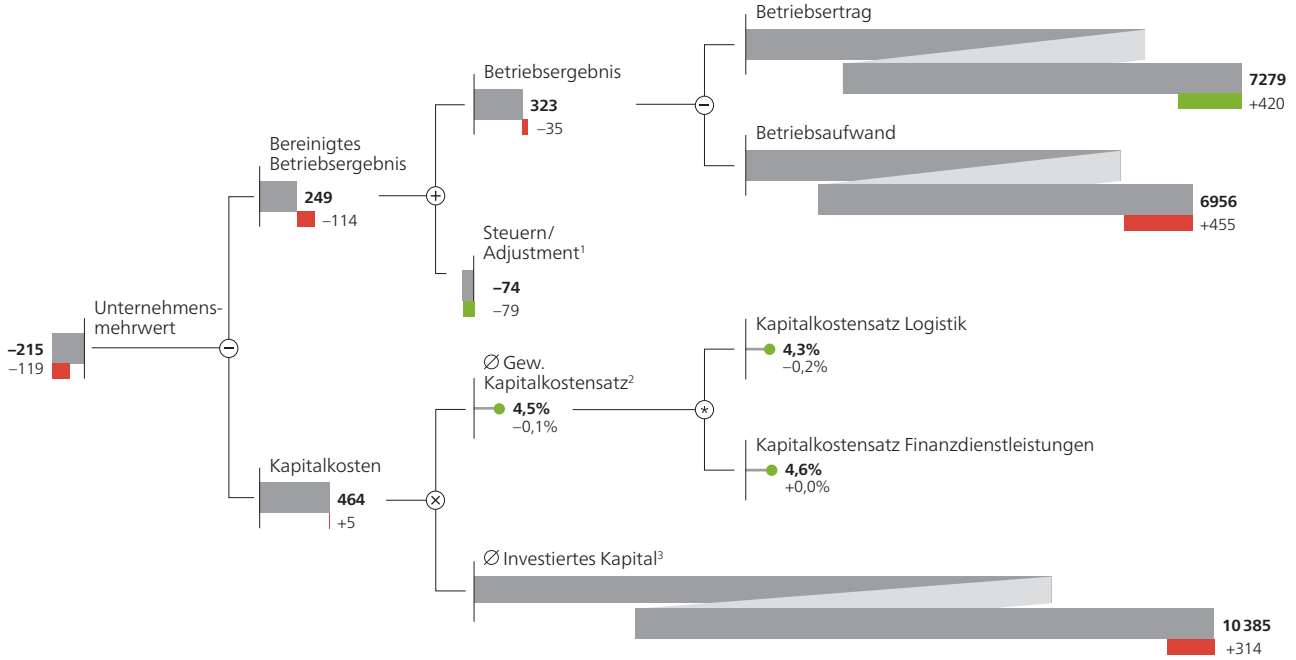 Betriebsertrag
7279
+420
Betriebsergebnis
323
–35
–
Betriebsaufwand
6956
+455
Bereinigtes
Betriebsergebnis
249
–114
+
Steuern/
Adjustment¹
–74
–79
Unternehmens-
mehrwert
–215
–119
–
Kapitalkostensatz Logistik
4,3%
–0,2%
∅ Gew.
Kapitalkostensatz²
4,5%
–0,1%
*
Kapitalkostensatz Finanzdienstleistungen
4,6%
+0,0%
Kapitalkosten
464
+5
×
∅ Investiertes Kapital³
10 385
+314